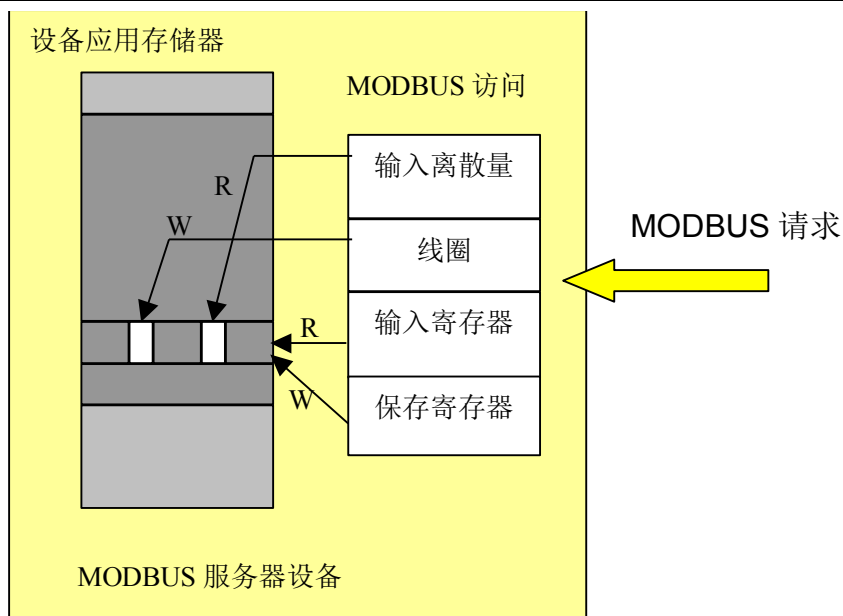 设备应用存储器
MODBUS 访问
输入离散量
R
W
线圈
MODBUS 请求
R
输入寄存器
W
保存寄存器
MODBUS 服务器设备